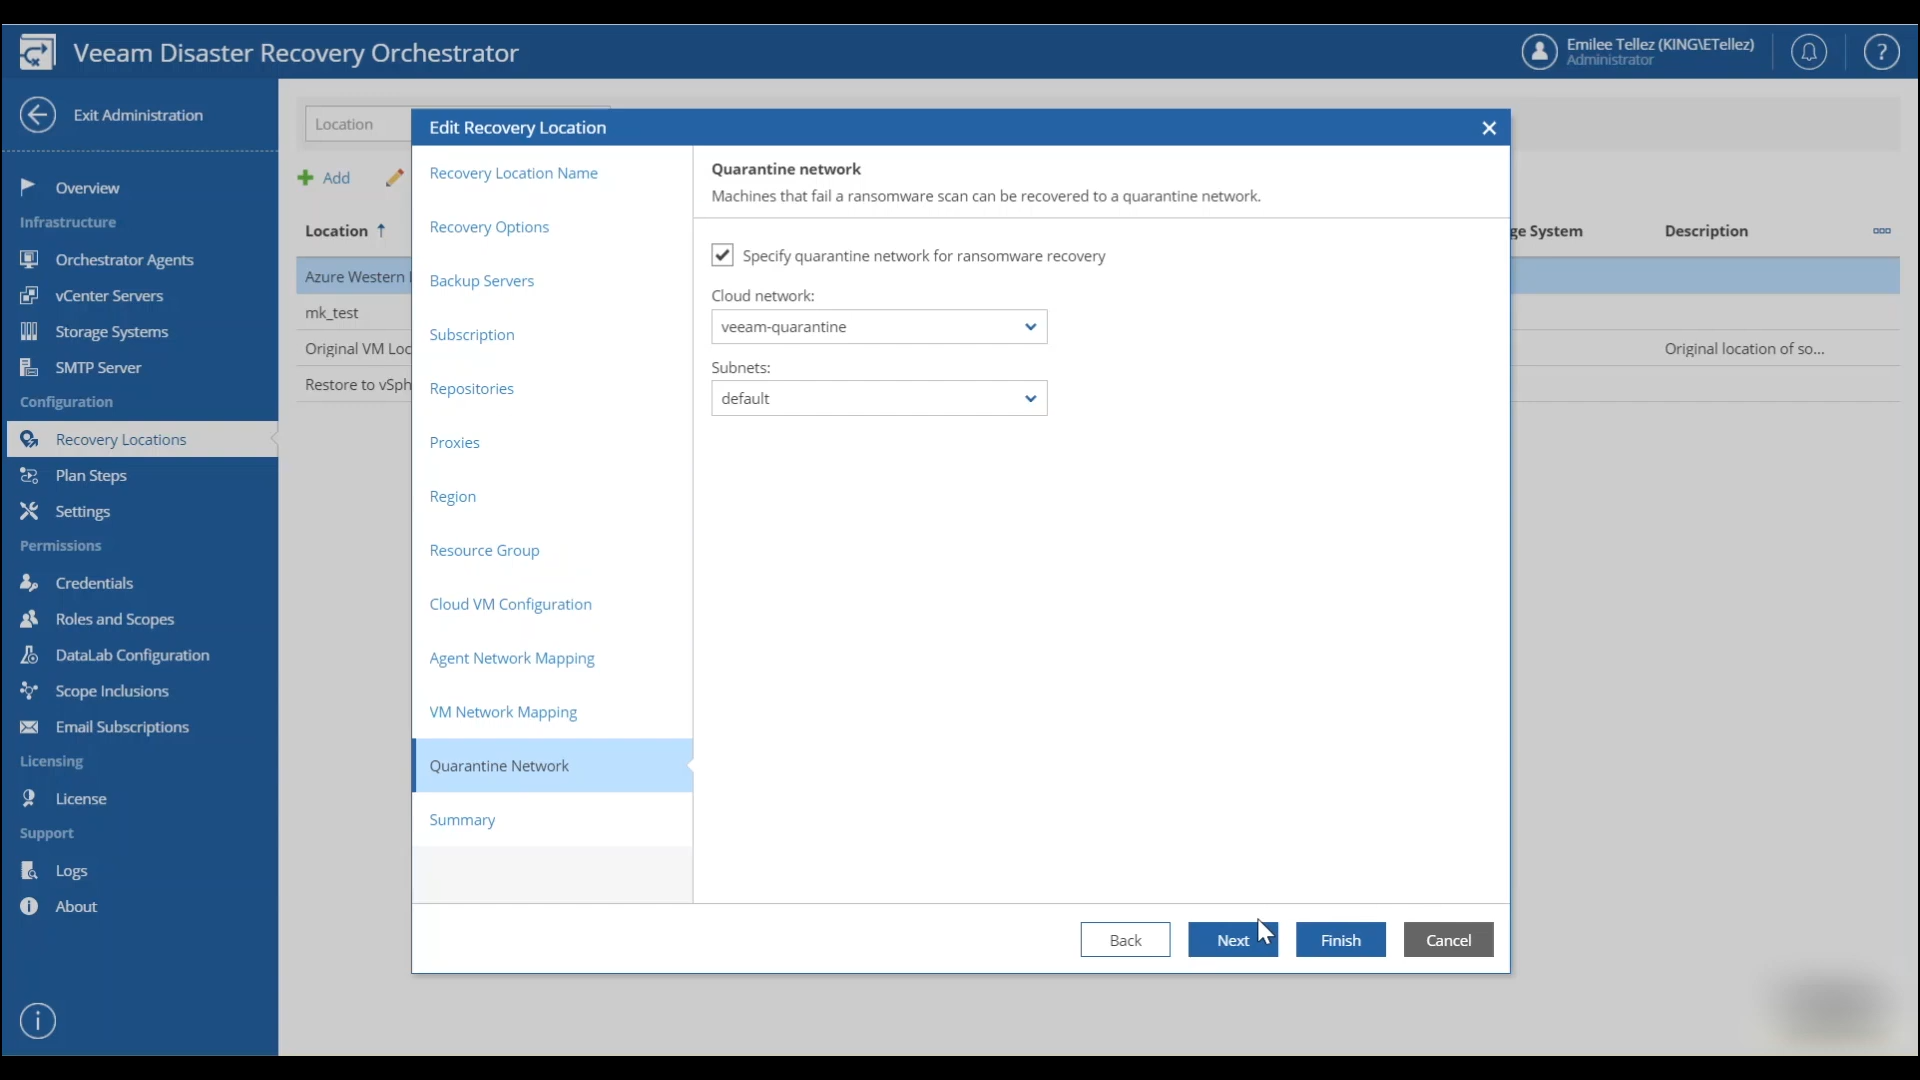 Veeam Disaster Recovery Orchestrator
Emilee Tellez (KING\ETellez)
Administrator
?
Exit Administration
Overview
Infrastructure
Orchestrator Agents
vCenter Servers
Storage Systems
SMTP Server
Configuration
Recovery Locations
Plan Steps
Settings
Permissions
Credentials
Roles and Scopes
DataLab Configuration
Scope Inclusions
Email Subscriptions
Licensing
License
Support
Logs
About
Location
Add
Location
Azure Western
mk_test
Original VM Loc
Restore to vSph
ge System
Description
Original location of so...
Edit Recovery Location
Recovery Location Name
Recovery Options
Backup Servers
Subscription
Repositories
Proxies
Region
Resource Group
Cloud VM Configuration
Agent Network Mapping
VM Network Mapping
Quarantine Network
Summary
Quarantine network
Machines that fail a ransomware scan can be recovered to a quarantine network.
Specify quarantine network for ransomware recovery
Cloud network:
veeam-quarantine
Subnets:
default
Back
Next
Finish
Cancel